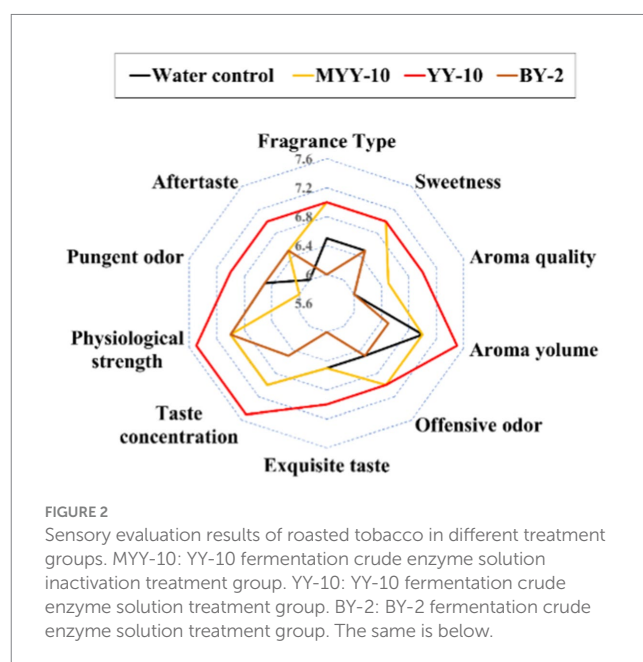 Water control MYY-10 YY-10 BY-2
Fragrance Type
7.6
Aftertaste
Sweetness
7.2
6.8
Pungent odor
6.4
Aroma quality
6
5.6
Physiological
strength
Aroma volume
Taste
concentration
Offensive odor
Exquisite taste
FIGURE 2
Sensory evaluation results of roasted tobacco in different treatment
groups. MYY-10: YY-10 fermentation crude enzyme solution
inactivation treatment group. YY-10: YY-10 fermentation crude
enzyme solution treatment group. BY-2: BY-2 fermentation crude
enzyme solution treatment group. The same is below.